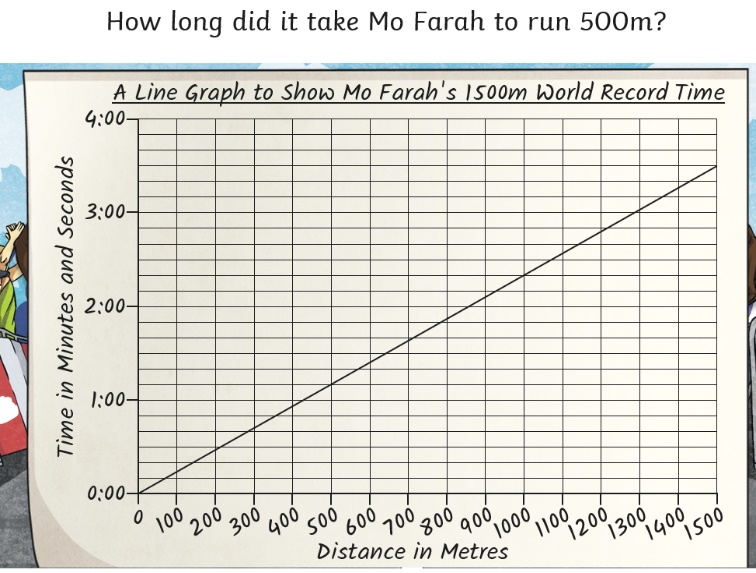 How long did it take Mo Farah to run 500m?
A Line Graph to Show Mo Farah's 1500m World Record Time
4:00
3:00
2:00
1:00
0:00
Time in Minutes and Seconds
0 100 200 300 400 500 600 700 800 900 1000 1100 1200 1300 1400 1500
Distance in Metres